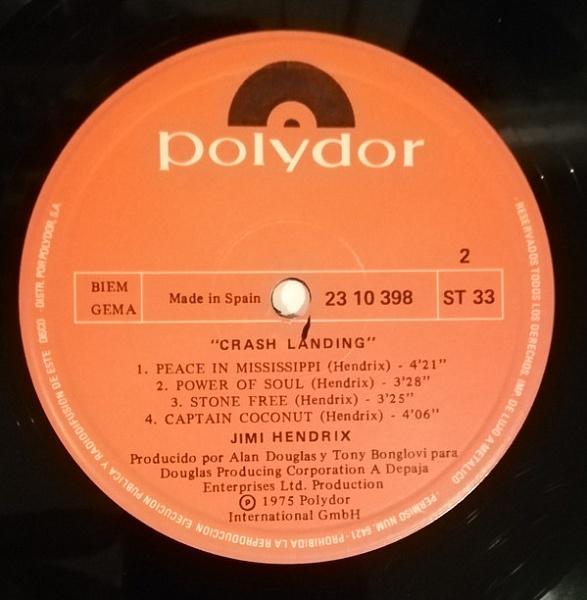 polydor
2
BIEM
GEMA
Made in Spain
23 10 398
ST 33
"CRASH LANDING"
1. PEACE IN MISSISSIPPI (Hendrix) - 4'21"
2. POWER OF SOUL (Hendrix) - 3'28"
3. STONE FREE (Hendrix) - 3'25"
4. CAPTAIN COCONUT (Hendrix) - 4'06"
JIMI HENDRIX
Producido por Alan Douglas y Tony Bonglovi para
Douglas Producing Corporation A Depaja
Enterprises Ltd. Production
℗ 1975 Polydor
International GmbH
RESERVADOS TODOS LOS DERECHOS. IMP. DE LUJO A METALICO -PERMISO NUM. 6421- PROHIBIDA LA REPRODUCCION EJECUCION PUBLICA Y RADIODIFUSION DE ESTE DISCO - DISTR. POR POLYDOR, S.A